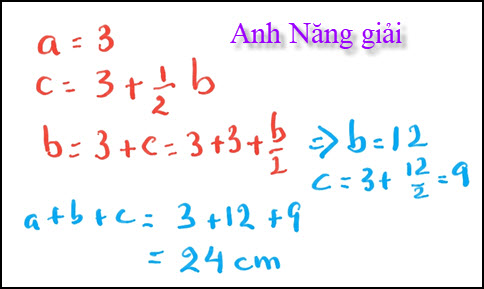 Anh Năng giải
a = 3
c = 3 + 1/2 b
b = 3 + c = 3 + 3 + b/2 => b = 12
c = 3 + 12/2 = 9
a + b + c = 3 + 12 + 9
= 24 cm